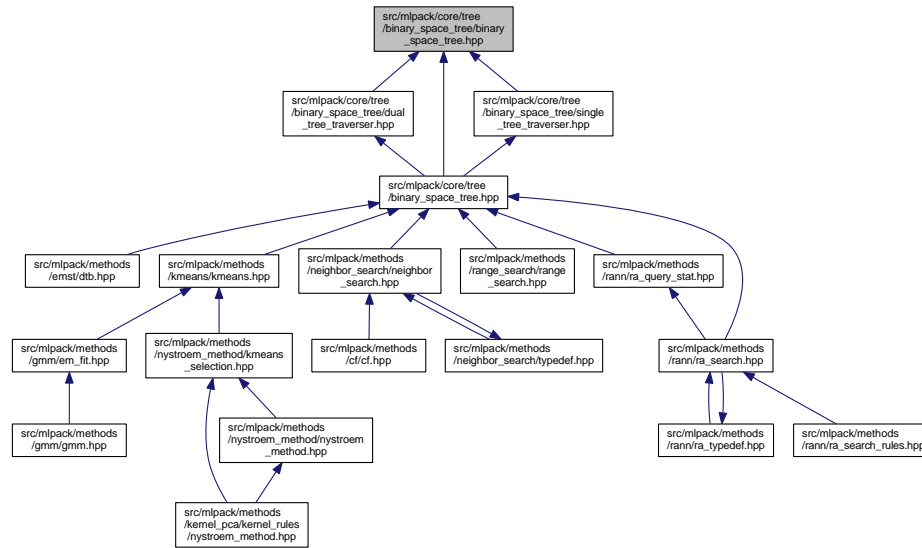 src/mlpack/core/tree
/binary_space_tree/binary
_space_tree.hpp
src/mlpack/core/tree
/binary_space_tree/dual
_tree_traverser.hpp
src/mlpack/core/tree
/binary_space_tree/single
_tree_traverser.hpp
src/mlpack/core/tree
/binary_space_tree.hpp
src/mlpack/methods
/emst/dtb.hpp
src/mlpack/methods
/kmeans/kmeans.hpp
src/mlpack/methods
/neighbor_search/neighbor
_search.hpp
src/mlpack/methods
/range_search/range
_search.hpp
src/mlpack/methods
/rann/ra_query_stat.hpp
src/mlpack/methods
/gmm/em_fit.hpp
src/mlpack/methods
/nystroem_method/kmeans
_selection.hpp
src/mlpack/methods
/cf/cf.hpp
src/mlpack/methods
/neighbor_search/typedef.hpp
src/mlpack/methods
/rann/ra_search.hpp
src/mlpack/methods
/gmm/gmm.hpp
src/mlpack/methods
/nystroem_method/nystroem
_method.hpp
src/mlpack/methods
/rann/ra_typedef.hpp
src/mlpack/methods
/rann/ra_search_rules.hpp
src/mlpack/methods
/kernel_pca/kernel_rules
/nystroem_method.hpp